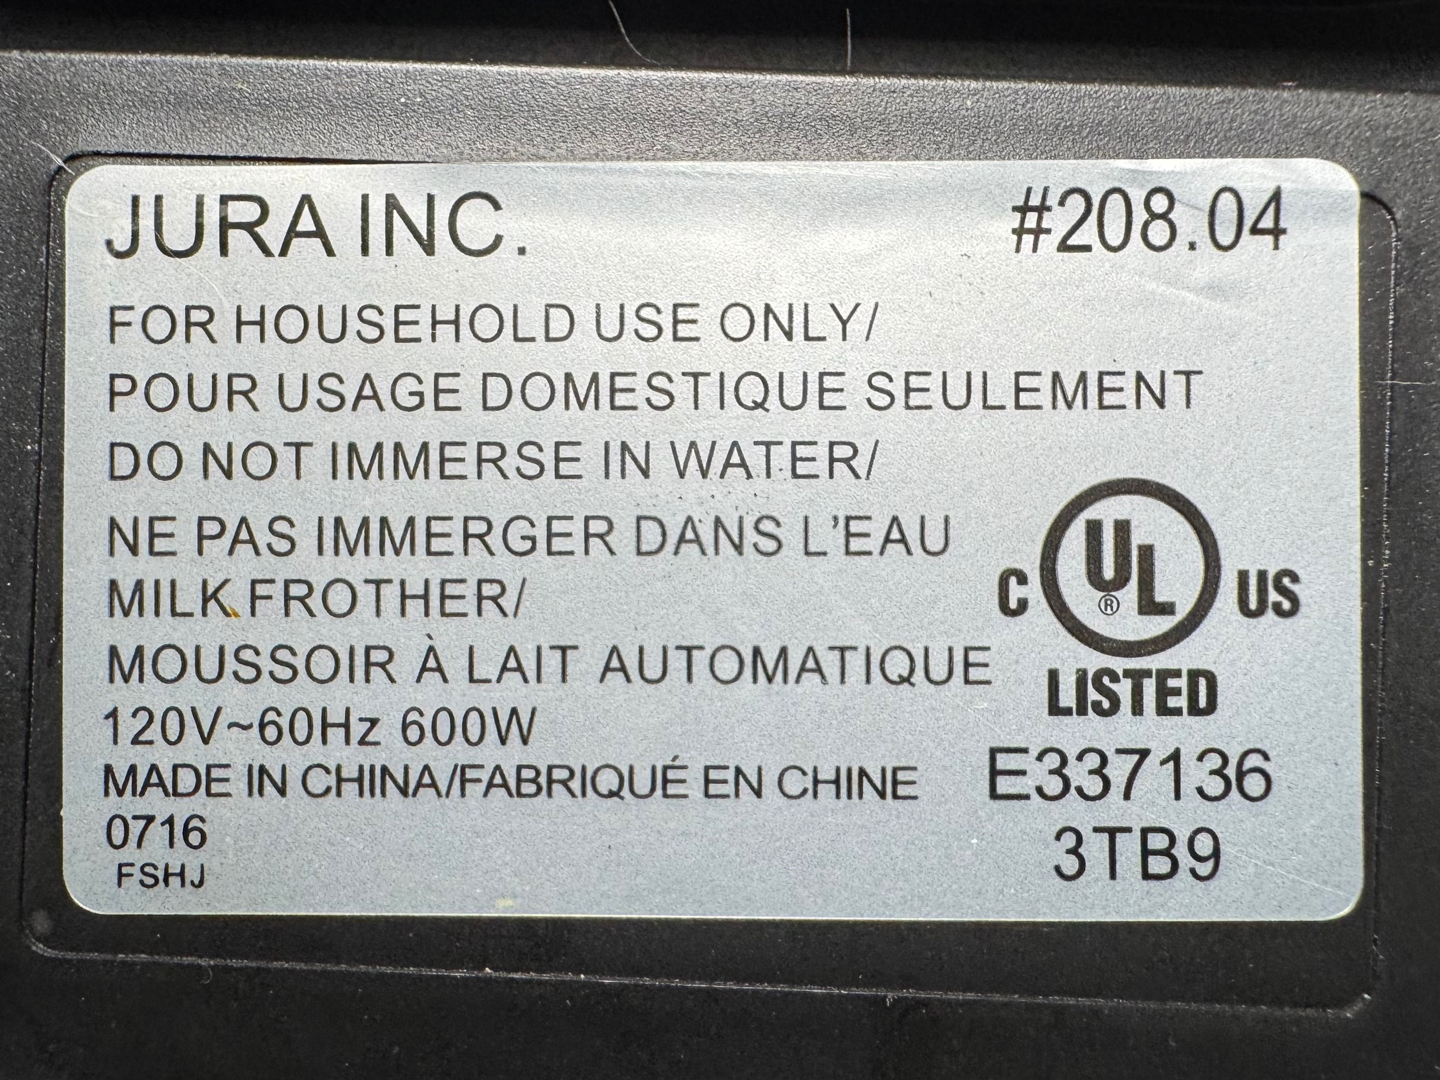 JURA INC. #208.04
FOR HOUSEHOLD USE ONLY/
POUR USAGE DOMESTIQUE SEULEMENT
DO NOT IMMERSE IN WATER/
NE PAS IMMERGER DANS L'EAU
MILK FROTHER/
MOUSSOIR À LAIT AUTOMATIQUE
120V~60Hz 600W
MADE IN CHINA/FABRIQUÉ EN CHINE
0716
FSHJ
C UL® US
LISTED
E337136
3TB9